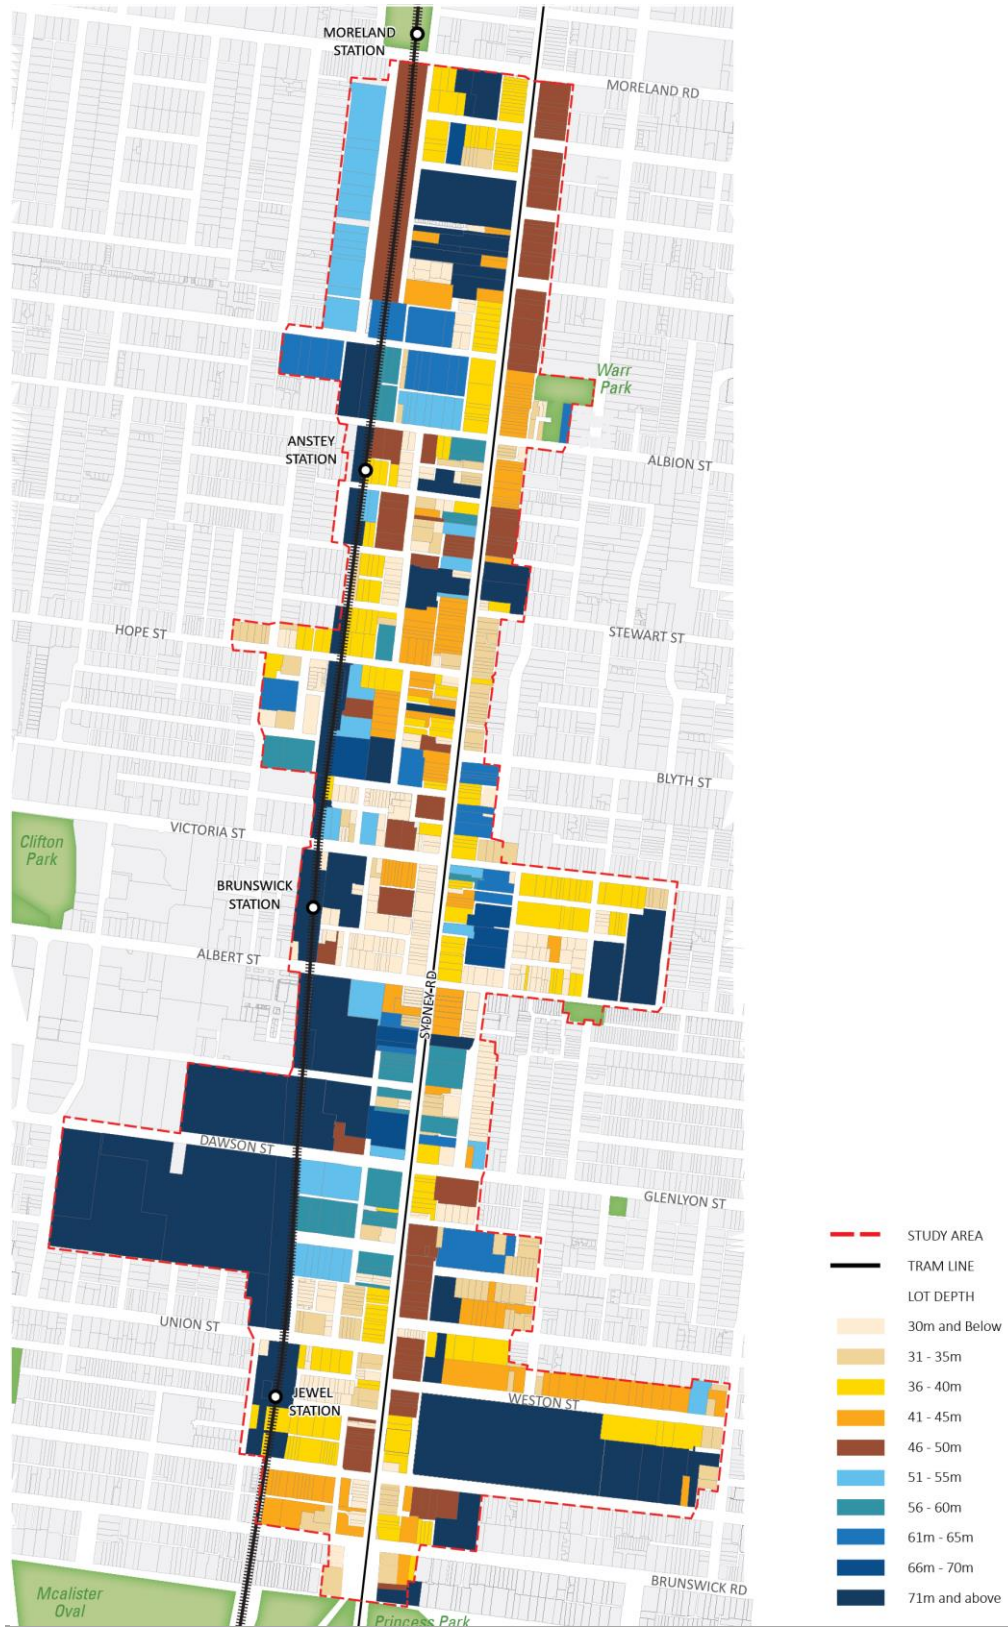 MORELAND
STATION
MORELAND RD
Warr
Park
ANSTEY
STATION
ALBION ST
HOPE ST
STEWART ST
BLYTH ST
VICTORIA ST
Clifton
Park
BRUNSWICK
STATION
ALBERT ST
SYDNEY RD
DAWSON ST
GLENLYON ST
UNION ST
JEWEL
STATION
WESTON ST
BRUNSWICK RD
Mcalister
Oval
Princess Park
STUDY AREA
TRAM LINE
LOT DEPTH
30m and Below
31 - 35m
36 - 40m
41 - 45m
46 - 50m
51 - 55m
56 - 60m
61m - 65m
66m - 70m
71m and above